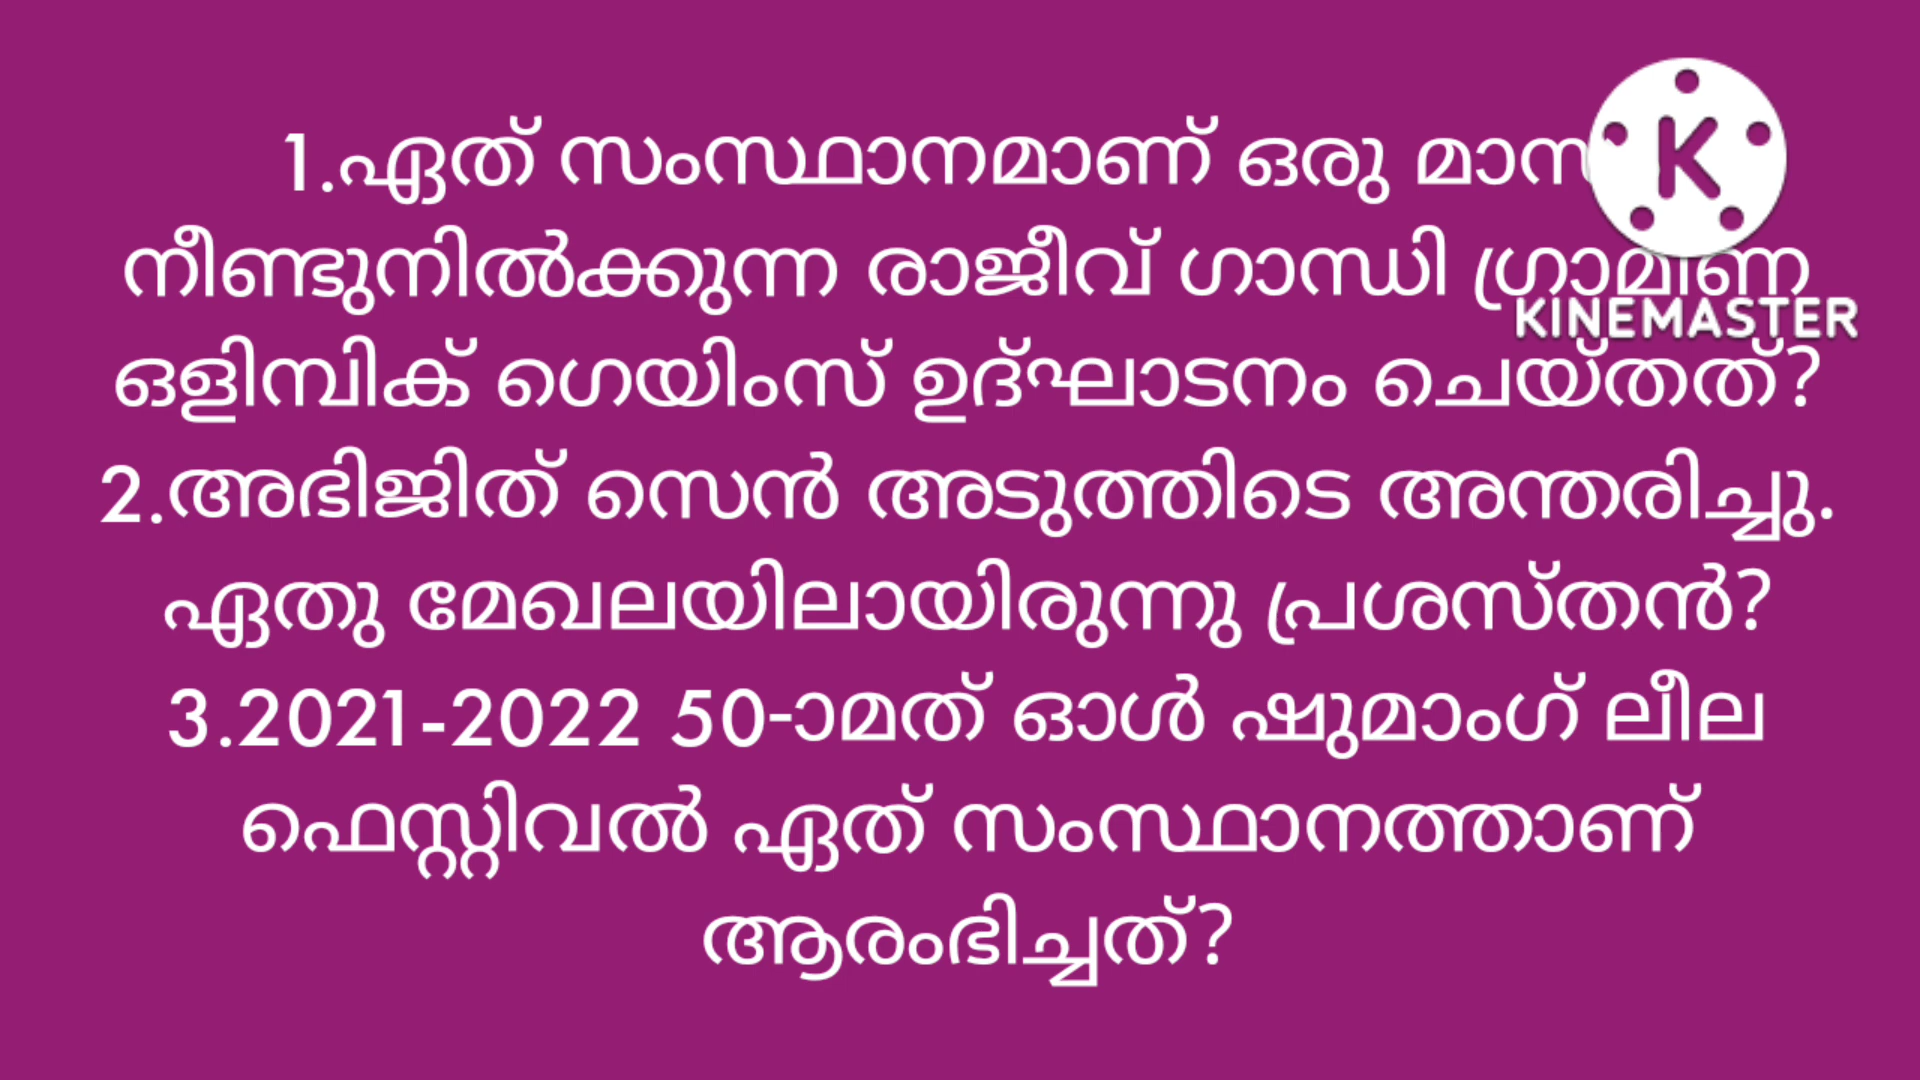 1.ഏത് സംസ്ഥാനമാണ് ഒരു
നീണ്ടുനിൽക്കുന്ന രാജീവ് ഗാന്ധി ഗ്രാമീണ
ഒളിമ്പിക് ഗെയിംസ് ഉദ്ഘാടനം ചെയ്തത്?
2.അഭിജിത് സെൻ അടുത്തിടെ അന്തരിച്ചു.
ഏതു മേഖലയിലായിരുന്നു പ്രശസ്തൻ?
3.2021-2022 50-ാമത് ഓൾ ഷുമാംഗ് ലീല
ഫെസ്റ്റിവൽ ഏത് സംസ്ഥാനത്താണ്
ആരംഭിച്ചത്?
K
KINEMASTER